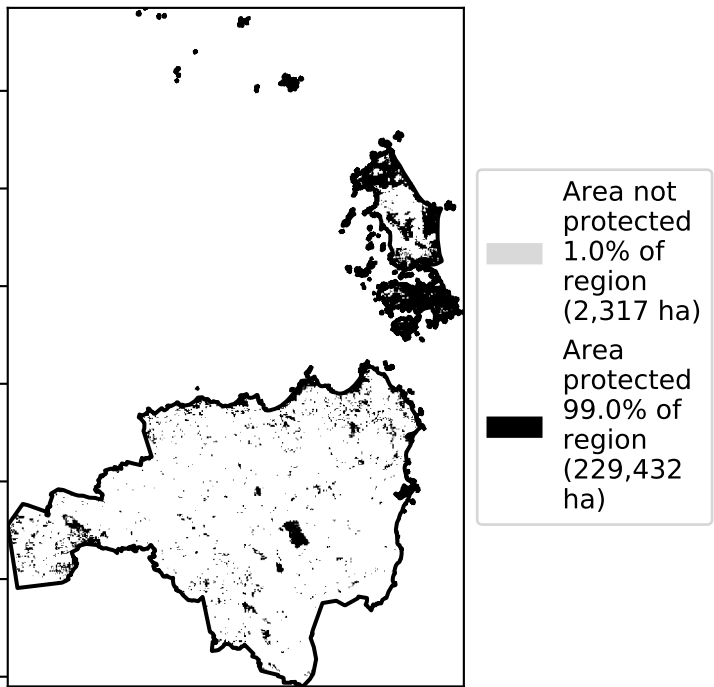 Area not
protected
1.0% of
region
(2,317 ha)
Area
protected
99.0% of
region
(229,432
ha)